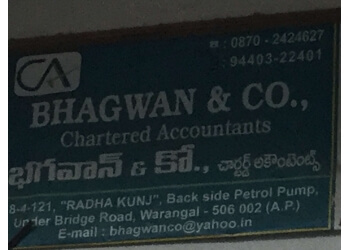 ☎ : 0870 - 2424627
: 94403-22401
CA
BHAGWAN & CO.,
Chartered Accountants
భగవాన్ & కో., చార్టర్డ్ అకౌంటెంట్స్
8-4-121, "RADHA KUNJ", Back side Petrol Pump,
Under Bridge Road, Warangal - 506 002 (A.P.)
E-mail : bhagwanco@yahoo.in